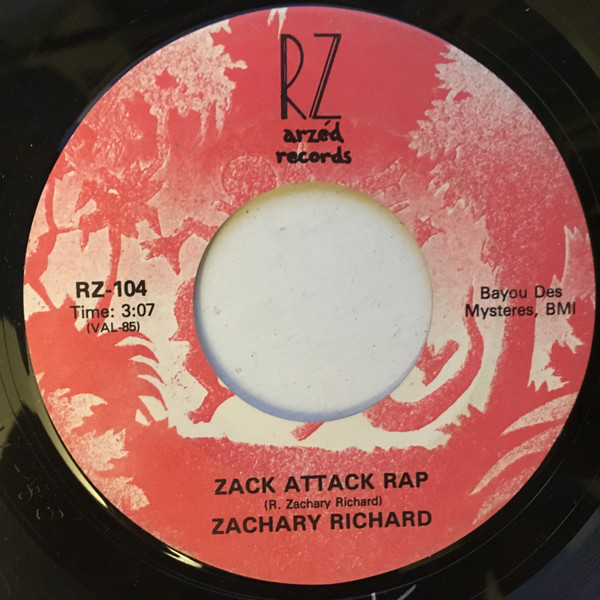 RZ
arzéd
records
RZ-104
Time: 3:07
(VAL-85)
Bayou Des
Mysteres, BMI
ZACK ATTACK RAP
(R. Zachary Richard)
ZACHARY RICHARD